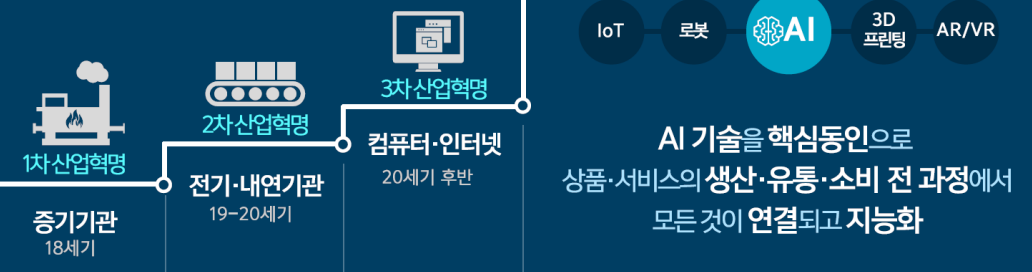 1차 산업혁명
증기기관
18세기
2차 산업혁명
전기·내연기관
19-20세기
3차 산업혁명
컴퓨터·인터넷
20세기 후반
IoT
로봇
AI
3D
프린팅
AR/VR
AI 기술을 핵심동인으로
상품·서비스의 생산·유통·소비 전 과정에서
모든 것이 연결되고 지능화